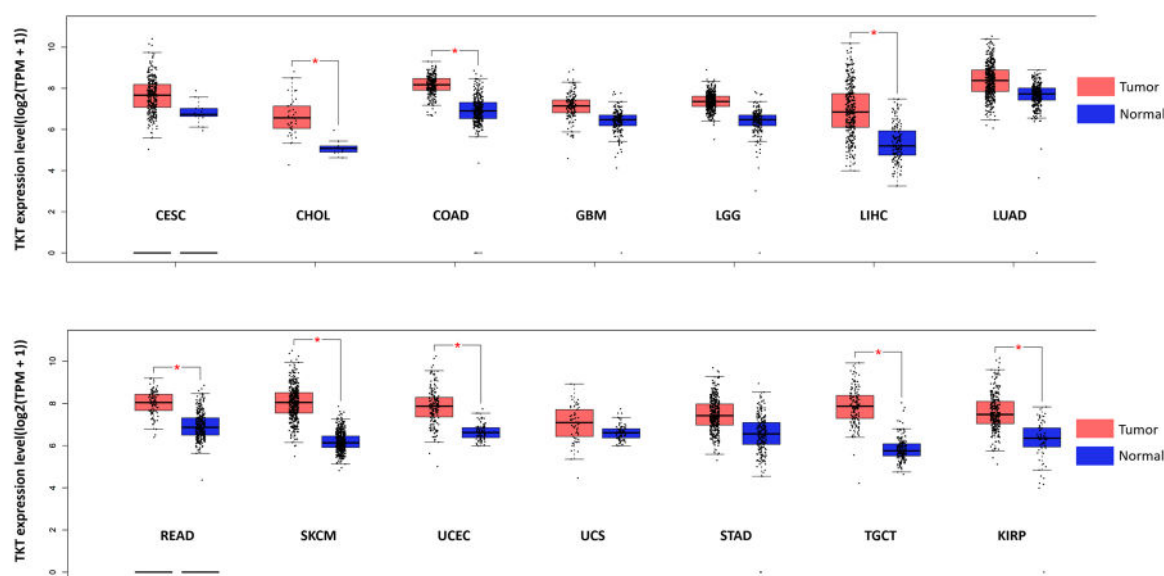 TKT expression level(log2(TPM + 1))
10
8
6
4
2
0
*
*
*
CESC
CHOL
COAD
GBM
LGG
LIHC
LUAD
Tumor
Normal
TKT expression level(log2(TPM + 1))
10
8
6
4
2
0
*
*
*
*
*
READ
SKCM
UCEC
UCS
STAD
TGCT
KIRP
Tumor
Normal